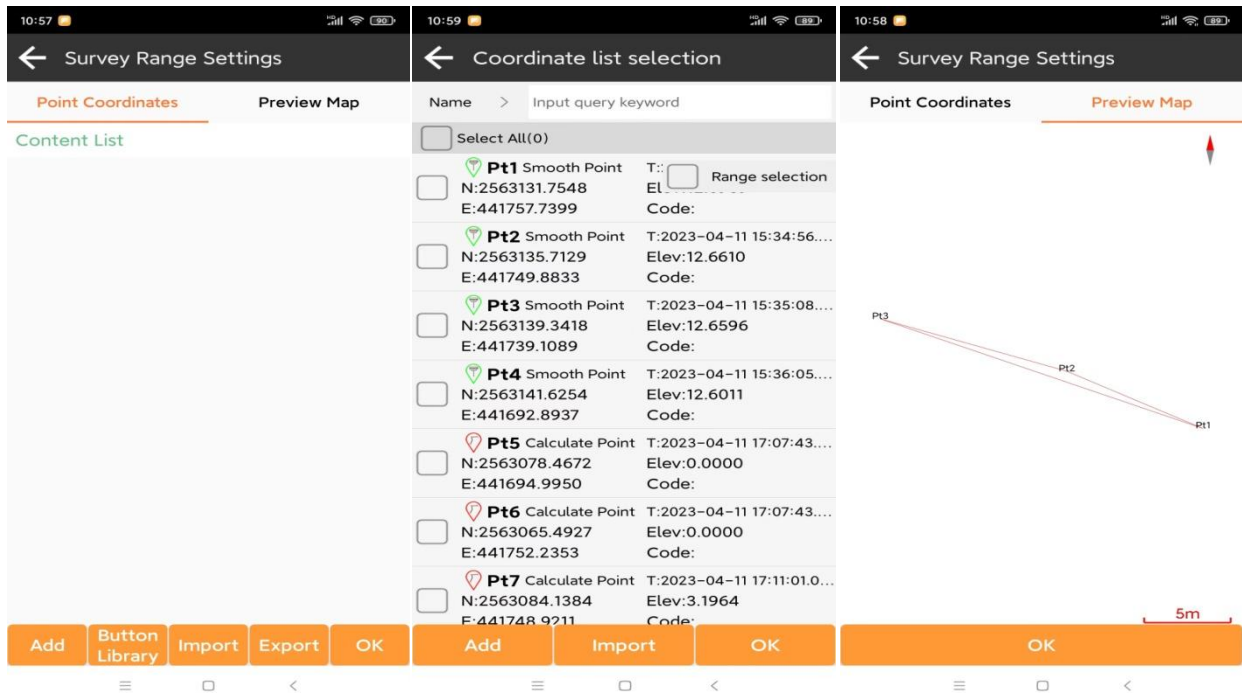 10:57
HD
90
Survey Range Settings
Point Coordinates
Preview Map
Content List
Add
Button
Library
Import
Export
OK
10:59
HD
89
Coordinate list selection
Name >
Input query keyword
Select All(0)
Pt1 Smooth Point T:
Range selection
N:2563131.7548
E:441757.7399 Code:
Pt2 Smooth Point T:2023-04-11 15:34:56....
N:2563135.7129 Elev:12.6610
E:441749.8833 Code:
Pt3 Smooth Point T:2023-04-11 15:35:08....
N:2563139.3418 Elev:12.6596
E:441739.1089 Code:
Pt4 Smooth Point T:2023-04-11 15:36:05....
N:2563141.6254 Elev:12.6011
E:441692.8937 Code:
Pt5 Calculate Point T:2023-04-11 17:07:43....
N:2563078.4672 Elev:0.0000
E:441694.9950 Code:
Pt6 Calculate Point T:2023-04-11 17:07:43....
N:2563065.4927 Elev:0.0000
E:441752.2353 Code:
Pt7 Calculate Point T:2023-04-11 17:11:01.0...
N:2563084.1384 Elev:3.1964
E:441748.9211 Code:
Add
Import
OK
10:58
HD
89
Survey Range Settings
Point Coordinates
Preview Map
Pt3
Pt2
Pt1
5m
OK